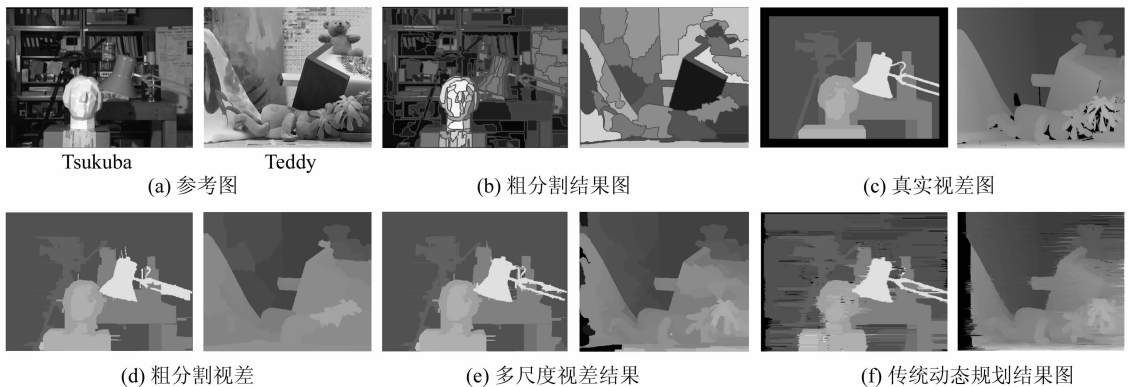 Tsukuba
Teddy
(a) 参考图
(b) 粗分割结果图
(c) 真实视差图
(d) 粗分割视差
(e) 多尺度视差结果
(f) 传统动态规划结果图